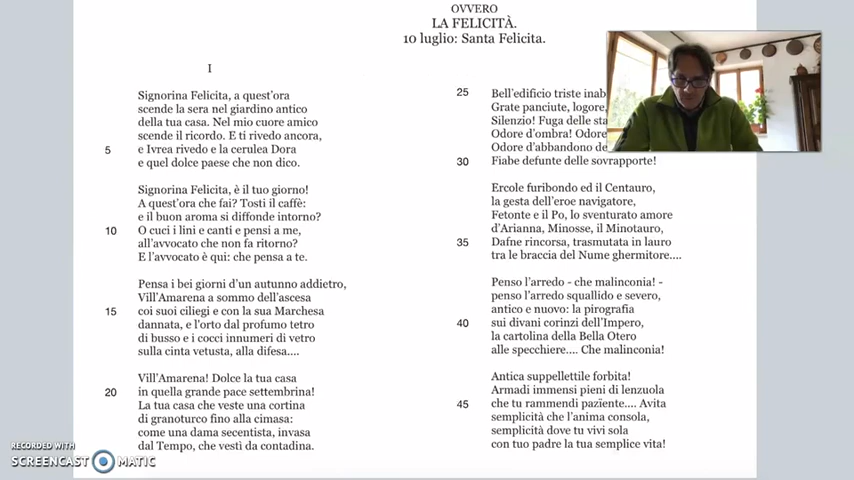 OVVERO
LA FELICITÀ.
10 luglio: Santa Felicita.
I
Signorina Felicita, a quest'ora
scende la sera nel giardino antico
della tua casa. Nel mio cuore amico
scende il ricordo. E ti rivedo ancora,
5 e Ivrea rivedo e la cerulea Dora
e quel dolce paese che non dico.
Signorina Felicita, è il tuo giorno!
A quest'ora che fai? Tosti il caffè:
e il buon aroma si diffonde intorno?
10 O cuci i lini e canti e pensi a me,
all'avvocato che non fa ritorno?
E l'avvocato è qui: che pensa a te.
Pensa i bei giorni d'un autunno addietro,
Vill'Amarena a sommo dell'ascesa
15 coi suoi ciliegi e con la sua Marchesa
dannata, e l'orto dal profumo tetro
di busso e i cocci innumeri di vetro
sulla cinta vetusta, alla difesa....
Vill'Amarena! Dolce la tua casa
20 in quella grande pace settembrina!
La tua casa che veste una cortina
di granoturco fino alla cimasa:
come una dama secentista, invasa
dal Tempo, che vestì da contadina.
25 Bell'edificio triste
Grate panciute, logore,
Silenzio! Fuga delle
Odore d'ombra! Odore
Odore d'abbandono
30 Fiabe defunte delle sovrapporte!
Ercole furibondo ed il Centauro,
la gesta dell'eroe navigatore,
Fetonte e il Po, lo sventurato amore
d'Arianna, Minosse, il Minotauro,
35 Dafne rincorsa, trasmutata in lauro
tra le braccia del Nume ghermitore....
Penso l'arredo - che malinconia! -
penso l'arredo squallido e severo,
antico e nuovo: la pirografia
40 sui divani corinzi dell'Impero,
la cartolina della Bella Otero
alle specchiere.... Che malinconia!
Antica suppellettile forbita!
Armadi immensi pieni di lenzuola
45 che tu rammendi pazïente.... Avita
semplicità che l'anima consola,
semplicità dove tu vivi sola
con tuo padre la tua semplice vita!
RECORDED WITH
SCREENCAST MATIC